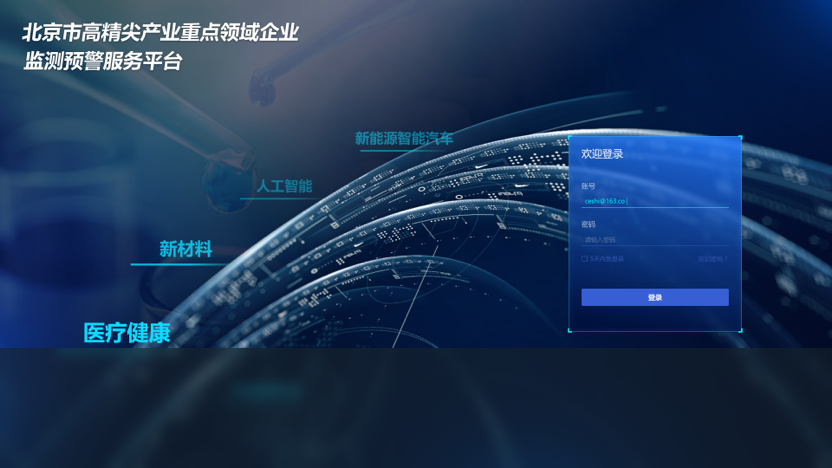 北京市高精尖产业重点领域企业
监测预警服务平台
新能源智能汽车
人工智能
新材料
医疗健康
欢迎登录
账号
ceshi@163.co
密码
请输入密码
5天内免登录
忘记密码？
登录